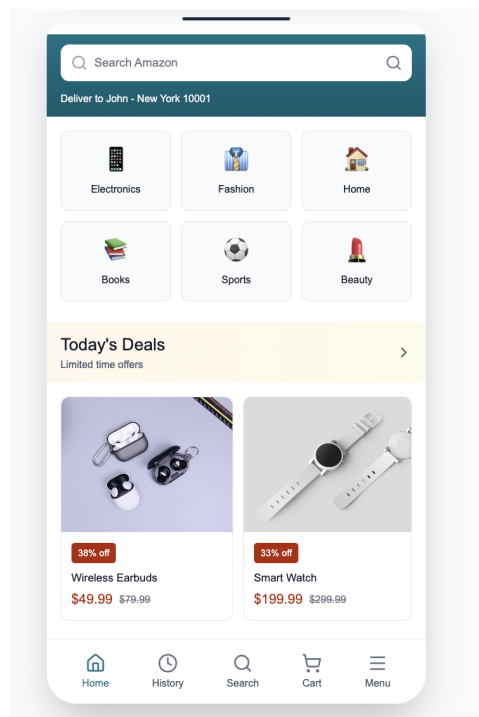 Search Amazon
Deliver to John - New York 10001
Electronics
Fashion
Home
Books
Sports
Beauty
Today's Deals
Limited time offers
38% off
Wireless Earbuds
$49.99 $79.99
33% off
Smart Watch
$199.99 $299.99
Home
History
Search
Cart
Menu